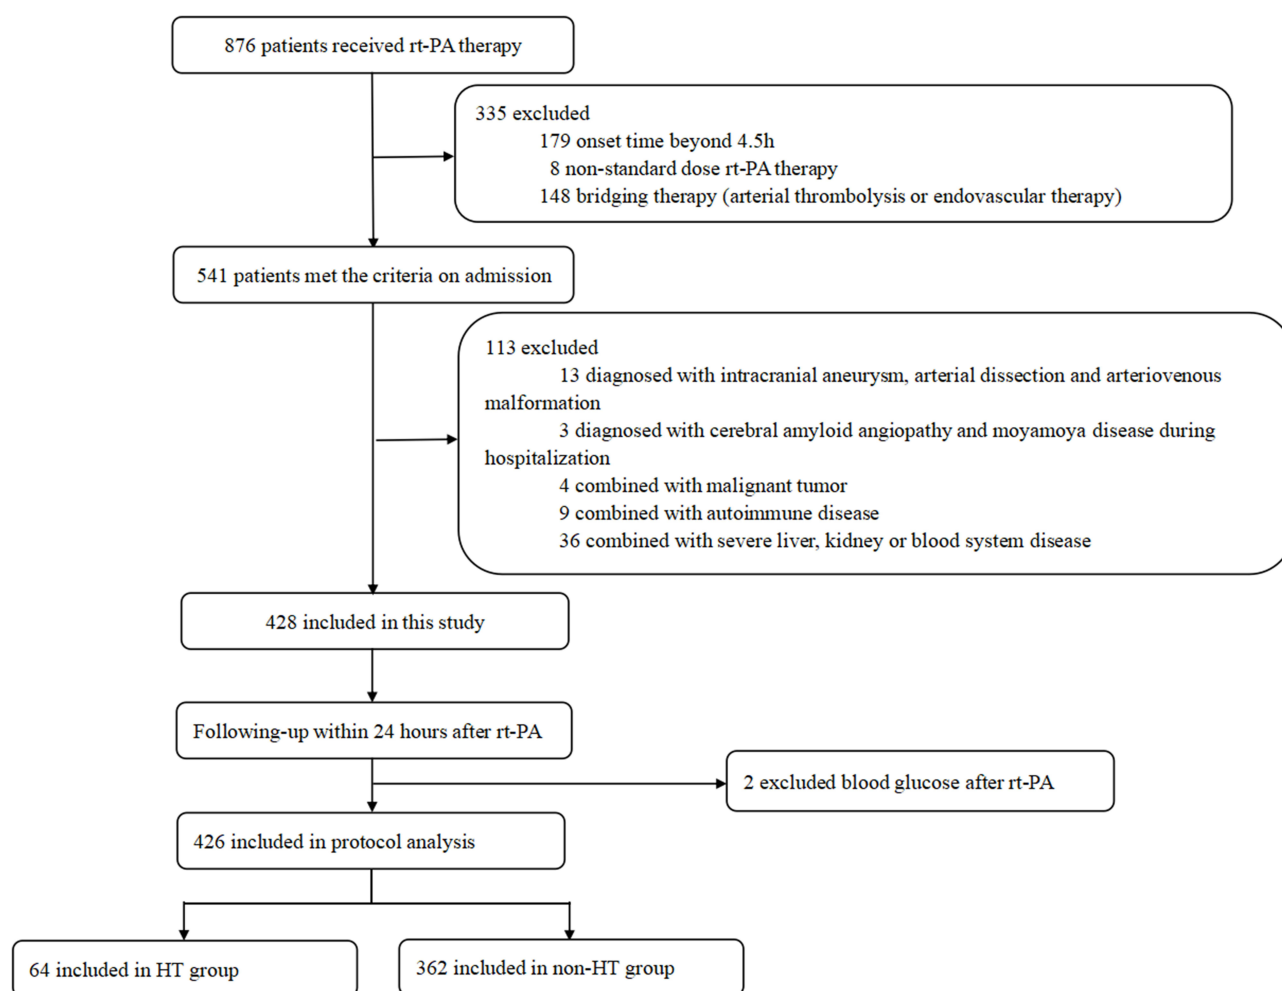 876 patients received rt-PA therapy
335 excluded
179 onset time beyond 4.5h
8 non-standard dose rt-PA therapy
148 bridging therapy (arterial thrombolysis or endovascular therapy)
541 patients met the criteria on admission
113 excluded
13 diagnosed with intracranial aneurysm, arterial dissection and arteriovenous
malformation
3 diagnosed with cerebral amyloid angiopathy and moyamoya disease during
hospitalization
4 combined with malignant tumor
9 combined with autoimmune disease
36 combined with severe liver, kidney or blood system disease
428 included in this study
Following-up within 24 hours after rt-PA
2 excluded blood glucose after rt-PA
426 included in protocol analysis
64 included in HT group
362 included in non-HT group